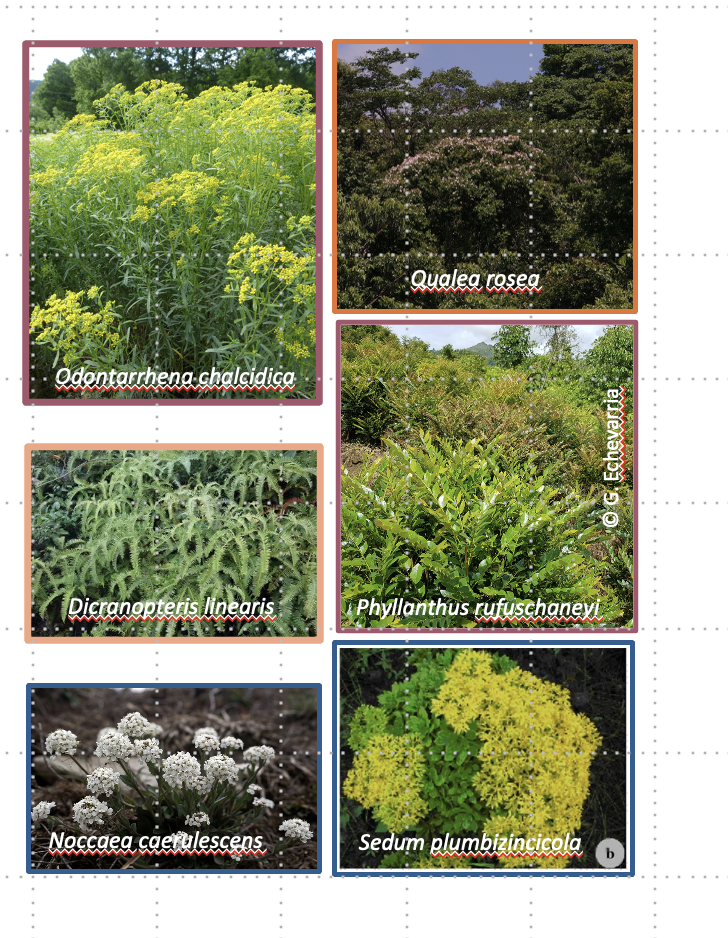 Odontarrhena chalcidica
Qualea rosea
© G. Echevarria
Phyllanthus rufuschaneyi
Dicranopteris linearis
Noccaea caerulescens
Sedum plumbizincicola
b